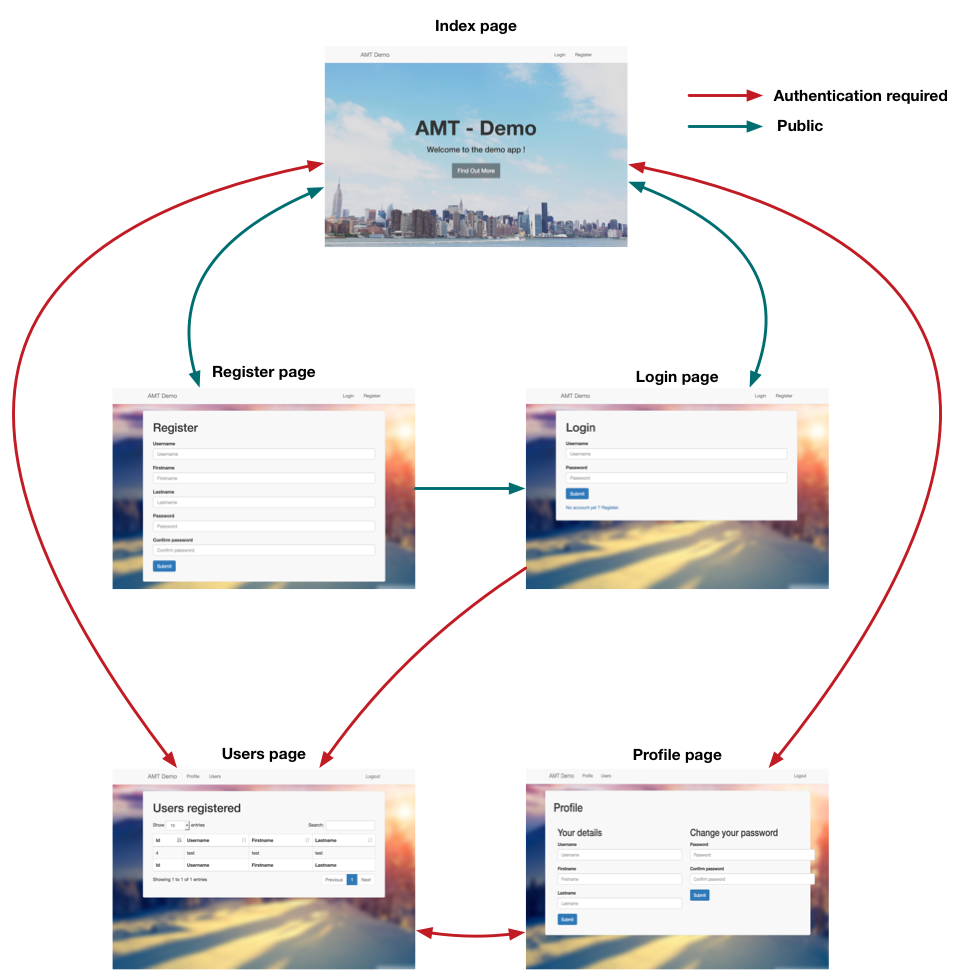 Index page
AMT Demo Login Register
AMT - Demo
Welcome to the demo app !
Find Out More
Authentication required
Public
Register page
AMT Demo Login Register
Register
Username
Username
Firstname
Firstname
Lastname
Lastname
Password
Password
Confirm password
Confirm password
Submit
Login page
AMT Demo Login Register
Login
Username
Username
Password
Password
Submit
No account yet ? Register
Users page
AMT Demo Profile Users Logout
Users registered
Show 10 entries Search:
Id Username Firstname Lastname
4 test test test
Id Username Firstname Lastname
Showing 1 to 1 of 1 entries Previous 1 Next
Profile page
AMT Demo Profile Users Logout
Profile
Your details
Username
Username
Firstname
Firstname
Lastname
Lastname
Submit
Change your password
Password
Password
Confirm password
Confirm password
Submit